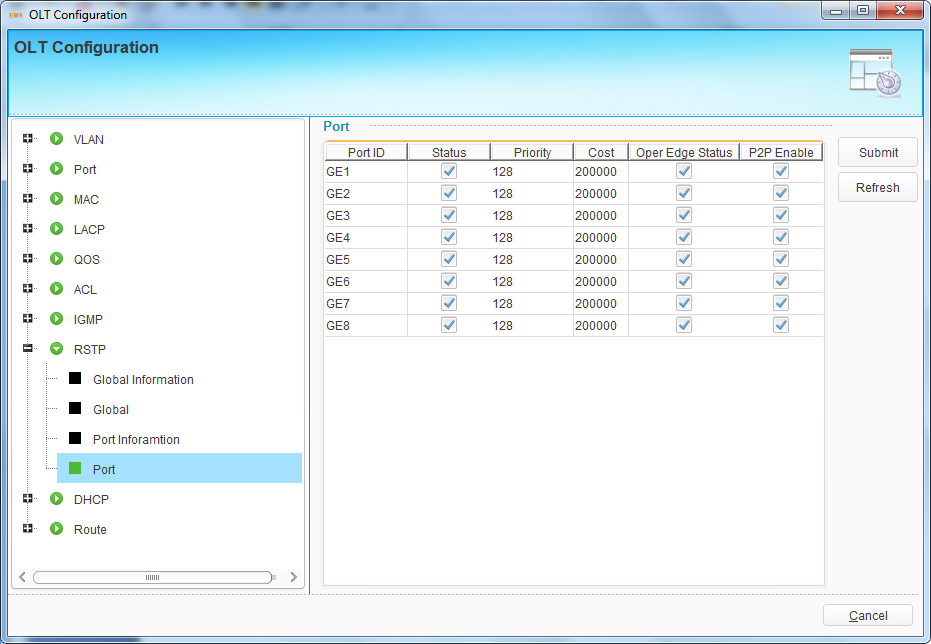 EMS OLT Configuration
OLT Configuration
VLAN
Port
MAC
LACP
QOS
ACL
IGMP
RSTP
Global Information
Global
Port Inforamtion
Port
DHCP
Route
Port
Port ID Status Priority Cost Oper Edge Status P2P Enable
GE1 128 200000
GE2 128 200000
GE3 128 200000
GE4 128 200000
GE5 128 200000
GE6 128 200000
GE7 128 200000
GE8 128 200000
Submit
Refresh
Cancel